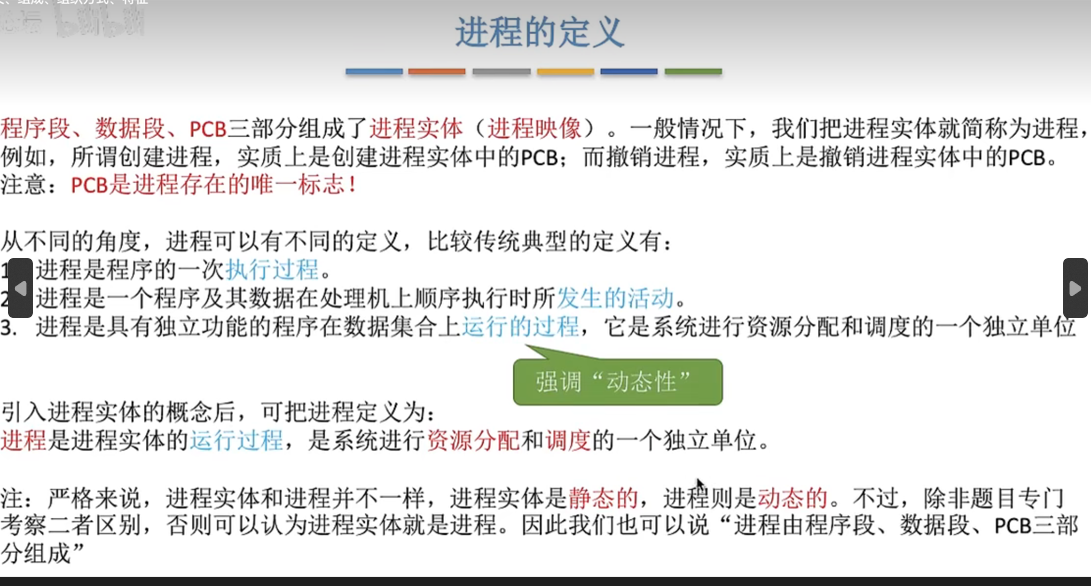 进程的定义
程序段、数据段、PCB三部分组成了进程实体（进程映像）。一般情况下，我们把进程实体就简称为进程，
例如，所谓创建进程，实质上是创建进程实体中的PCB；而撤销进程，实质上是撤销进程实体中的PCB。
注意：PCB是进程存在的唯一标志！
从不同的角度，进程可以有不同的定义，比较传统典型的定义有：
1 进程是程序的一次执行过程。
2 进程是一个程序及其数据在处理机上顺序执行时所发生的活动。
3. 进程是具有独立功能的程序在数据集合上运行的过程，它是系统进行资源分配和调度的一个独立单位
强调“动态性”
引入进程实体的概念后，可把进程定义为：
进程是进程实体的运行过程，是系统进行资源分配和调度的一个独立单位。
注：严格来说，进程实体和进程并不一样，进程实体是静态的，进程则是动态的。不过，除非题目专门
考察二者区别，否则可以认为进程实体就是进程。因此我们也可以说“进程由程序段、数据段、PCB三部
分组成”